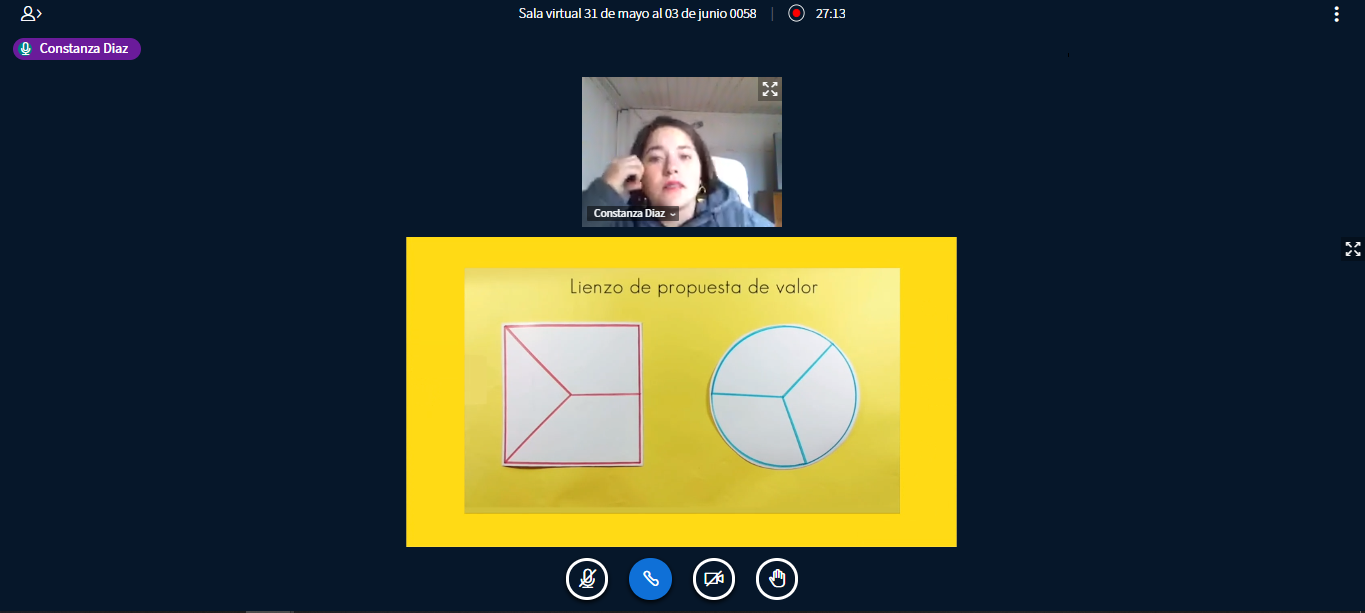 Sala virtual 31 de mayo al 03 de junio 0058 | 27:13
Constanza Diaz
Constanza Diaz
Lienzo de propuesta de valor